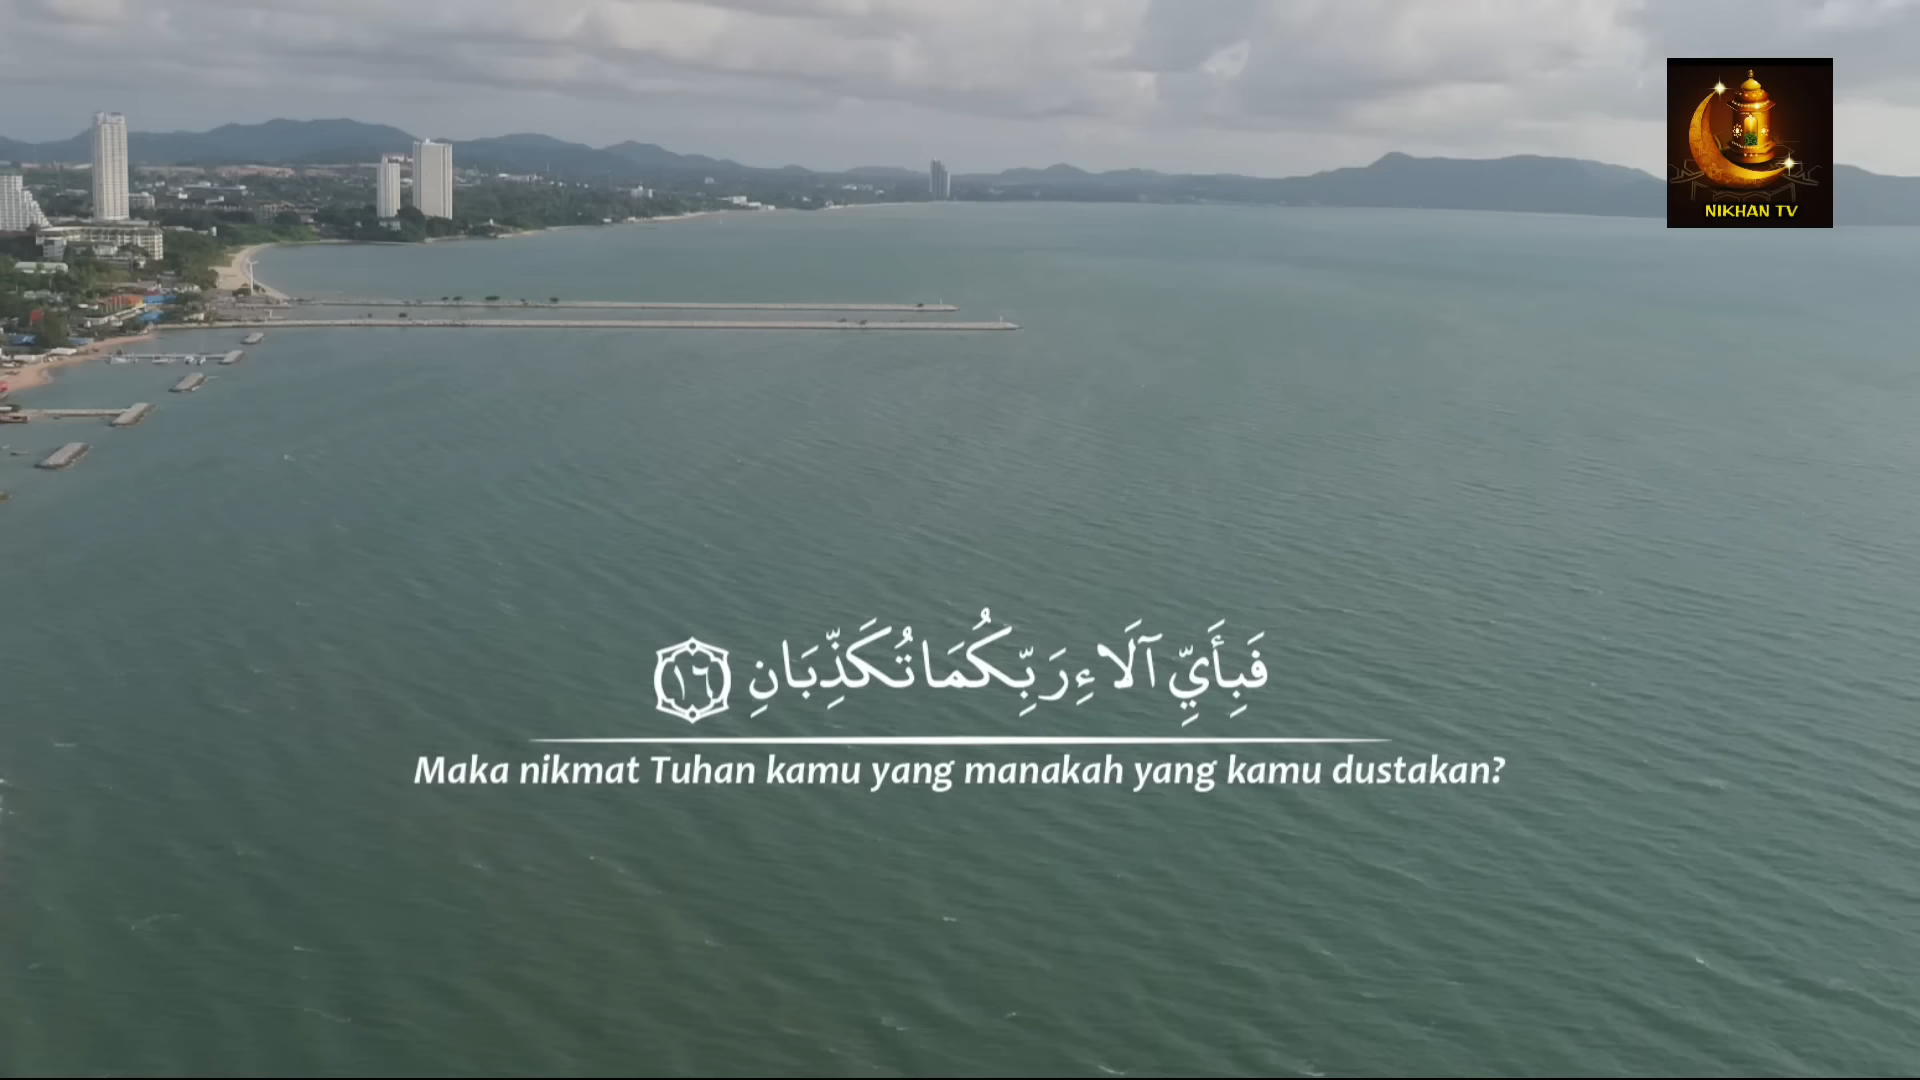 NIKHAN TV
فَبِأَيِّ آلَاءِ رَبِّكُمَا تُكَذِّبَانِ ١٦
Maka nikmat Tuhan kamu yang manakah yang kamu dustakan?